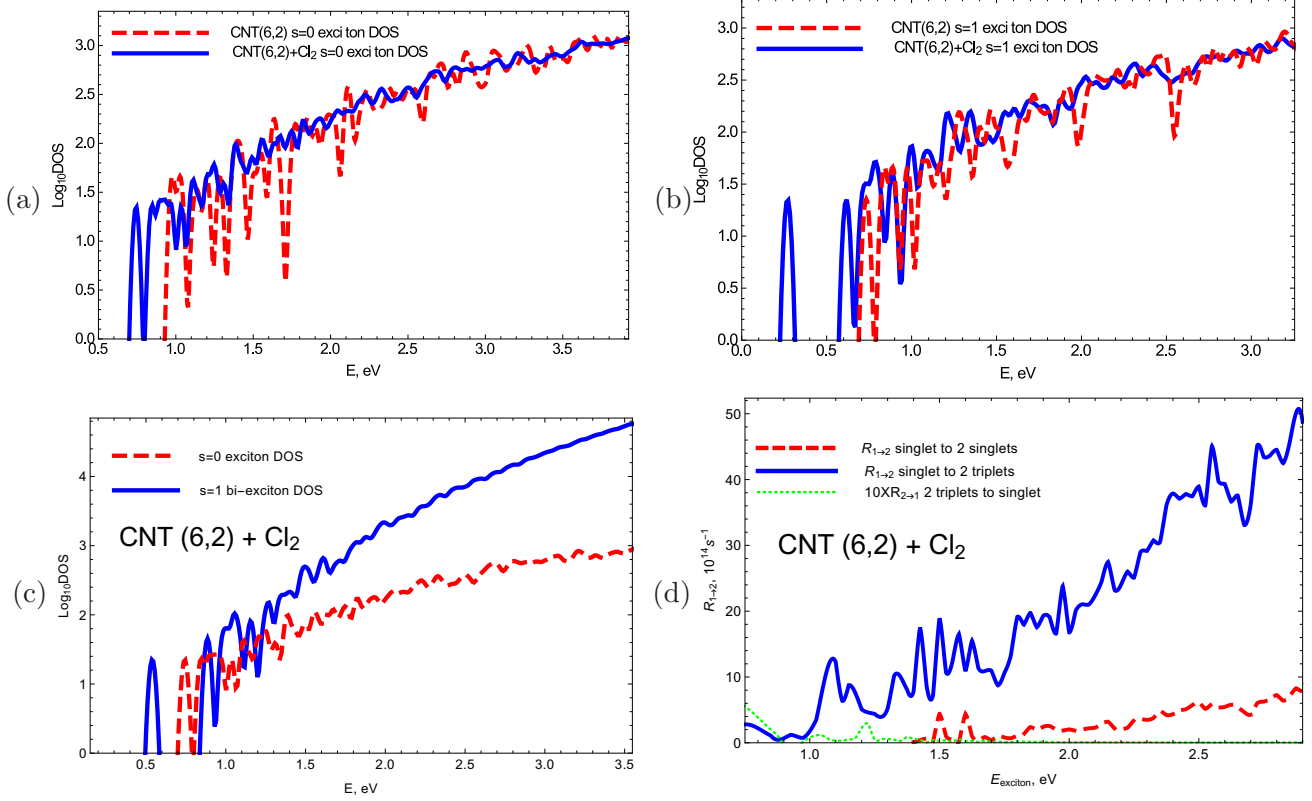 CNT(6,2) s=0 exci ton DOS
CNT(6,2)+Cl₂ s=0 exci ton DOS
3.0
2.5
2.0
1.5
1.0
0.5
0.0
Log₁₀DOS
(a)
0.5 1.0 1.5 2.0 2.5 3.0 3.5
E, eV
CNT(6,2) s=1 exci ton DOS
CNT(6,2)+Cl₂ s=1 exci ton DOS
3.0
2.5
2.0
1.5
1.0
0.5
0.0
Log₁₀DOS
(b)
0.0 0.5 1.0 1.5 2.0 2.5 3.0
E, eV
s=0 exciton DOS
s=1 bi-exciton DOS
CNT (6,2) + Cl₂
4
3
2
1
0
Log₁₀DOS
(c)
0.5 1.0 1.5 2.0 2.5 3.0 3.5
E, eV
R₁→₂ singlet to 2 singlets
R₁→₂ singlet to 2 triplets
10XR₂→₁ 2 triplets to singlet
CNT (6,2) + Cl₂
50
40
30
20
10
0
R₁→₂, 10¹⁴s⁻¹
(d)
1.0 1.5 2.0 2.5
E_exciton, eV